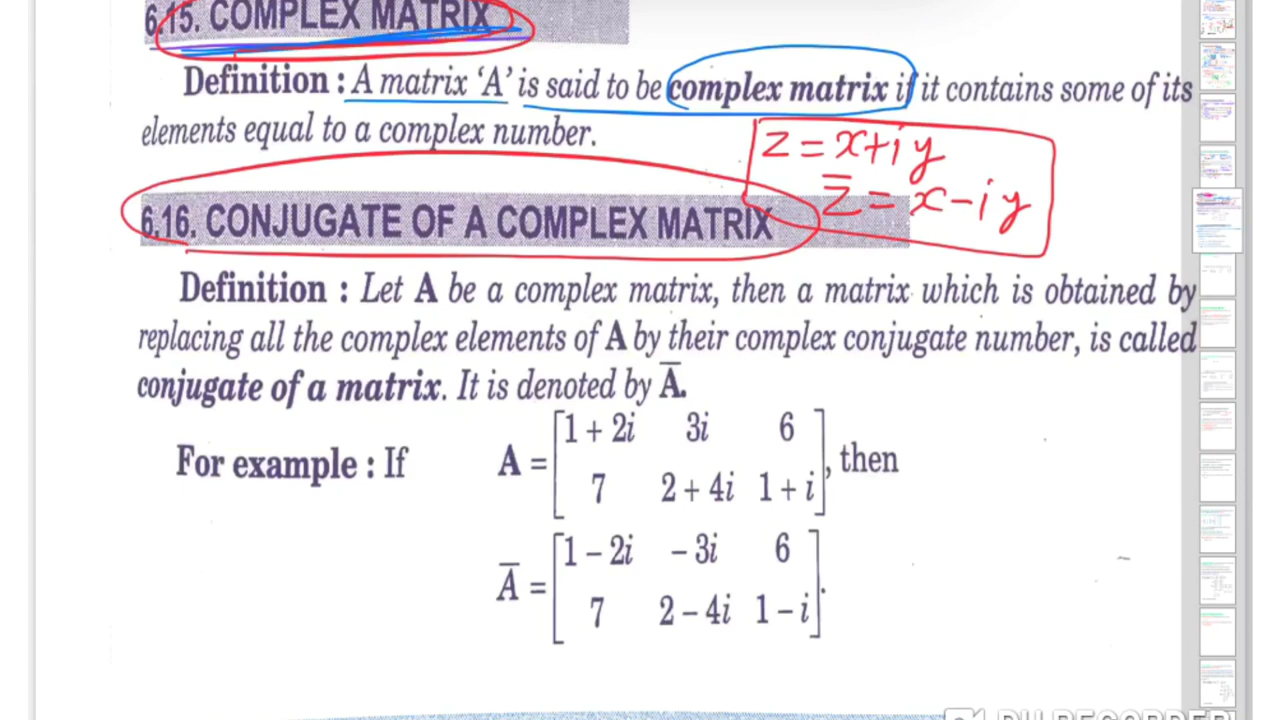 6.15. COMPLEX MATRIX
Definition : A matrix ‘A’ is said to be complex matrix if it contains some of its
elements equal to a complex number.
z = x+iy
z̅ = x-iy
6.16. CONJUGATE OF A COMPLEX MATRIX
Definition : Let A be a complex matrix, then a matrix which is obtained by
replacing all the complex elements of A by their complex conjugate number, is called
conjugate of a matrix. It is denoted by A̅.
1 + 2i 3i 6
For example : If A = , then
7 2 + 4i 1 + i
1 – 2i – 3i 6
A̅ = .
7 2 – 4i 1 – i
DU RECORDER